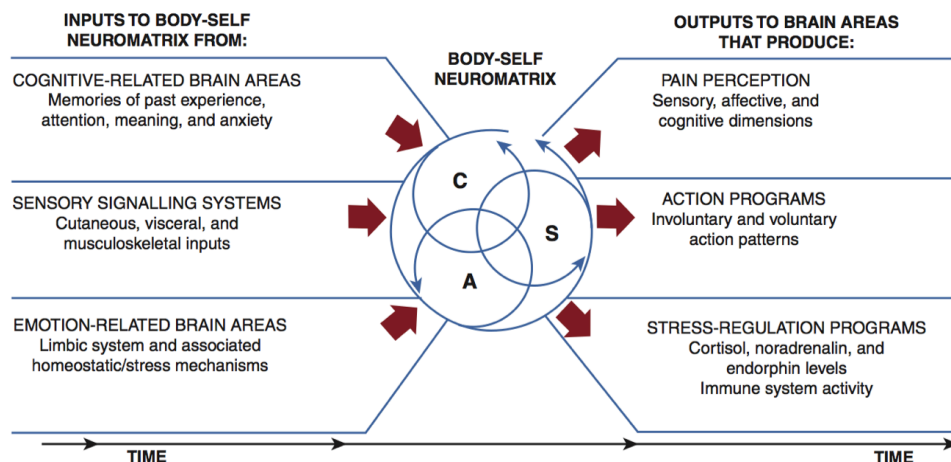 INPUTS TO BODY-SELF
NEUROMATRIX FROM:
COGNITIVE-RELATED BRAIN AREAS
Memories of past experience,
attention, meaning, and anxiety
SENSORY SIGNALLING SYSTEMS
Cutaneous, visceral, and
musculoskeletal inputs
EMOTION-RELATED BRAIN AREAS
Limbic system and associated
homeostatic/stress mechanisms
BODY-SELF
NEUROMATRIX
C
S
A
OUTPUTS TO BRAIN AREAS
THAT PRODUCE:
PAIN PERCEPTION
Sensory, affective, and
cognitive dimensions
ACTION PROGRAMS
Involuntary and voluntary
action patterns
STRESS-REGULATION PROGRAMS
Cortisol, noradrenalin, and
endorphin levels
Immune system activity
TIME
TIME